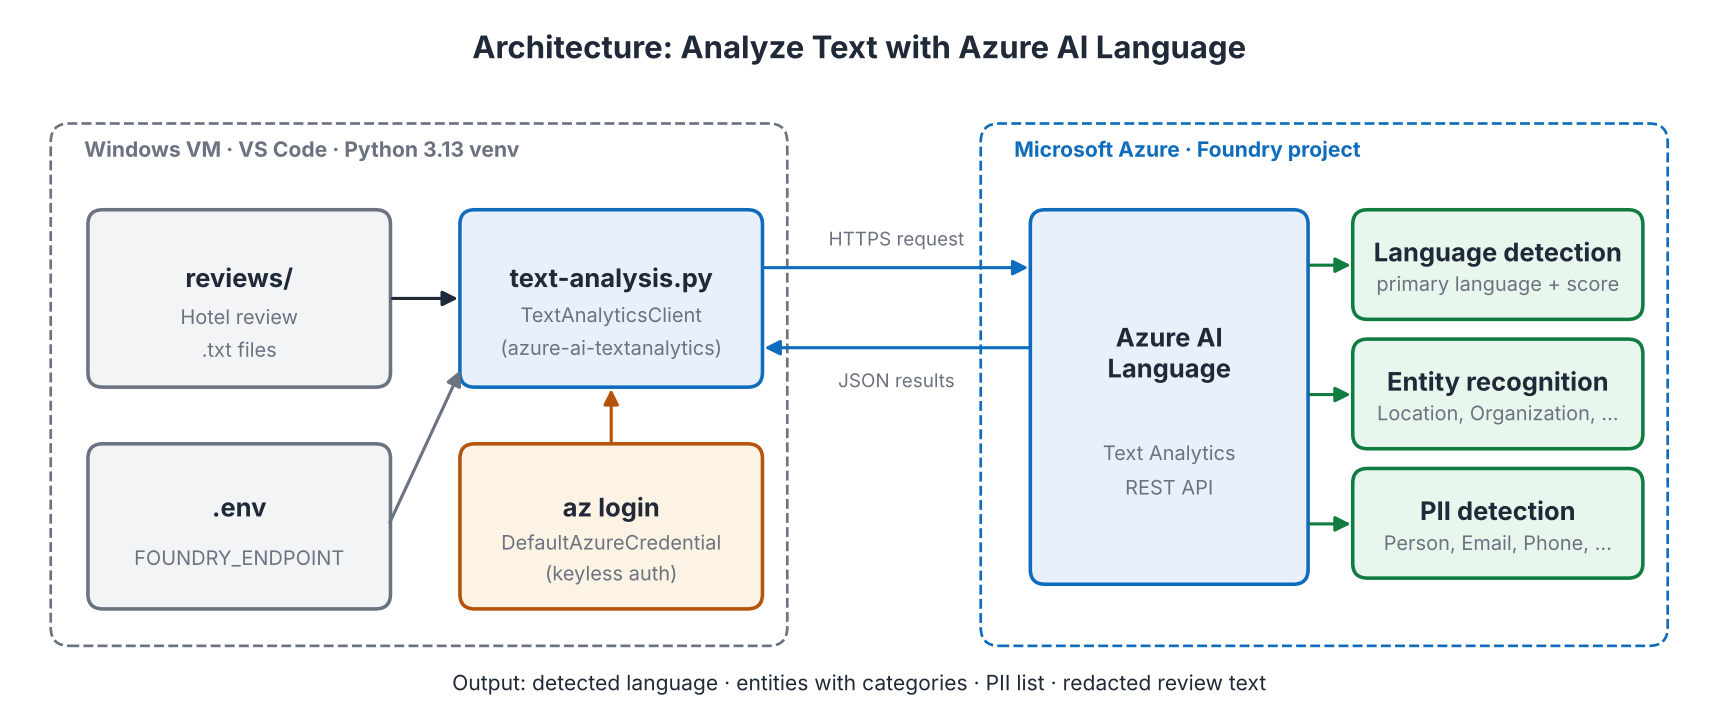 Architecture: Analyze Text with Azure AI Language
Windows VM · VS Code · Python 3.13 venv
reviews/
Hotel review
.txt files
text-analysis.py
TextAnalyticsClient
(azure-ai-textanalytics)
.env
FOUNDRY_ENDPOINT
az login
DefaultAzureCredential
(keyless auth)
HTTPS request
JSON results
Microsoft Azure · Foundry project
Azure AI
Language
Text Analytics
REST API
Language detection
primary language + score
Entity recognition
Location, Organization, ...
PII detection
Person, Email, Phone, ...
Output: detected language · entities with categories · PII list · redacted review text